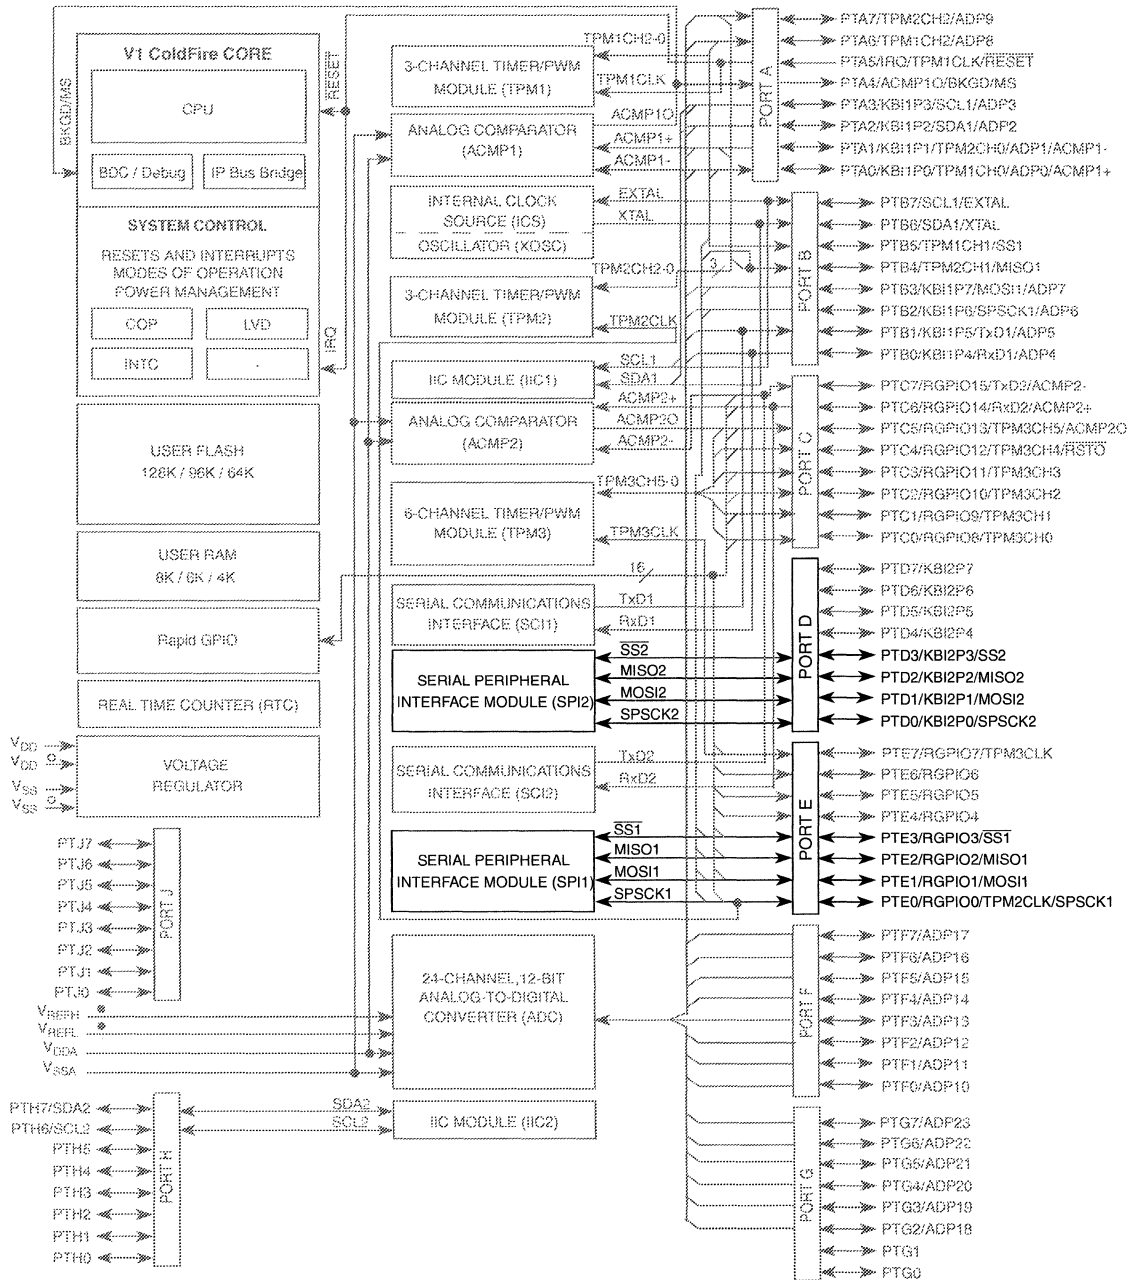 V1 ColdFire CORE
CPU
BDC / Debug
IP Bus Bridge
SYSTEM CONTROL
RESETS AND INTERRUPTS
MODES OF OPERATION
POWER MANAGEMENT
COP
LVD
INTC
-
BKGD/MS
RESET
IRQ
USER FLASH
128K / 96K / 64K
USER RAM
8K / 6K / 4K
Rapid GPIO
REAL TIME COUNTER (RTC)
VDD
VDD
VSS
VSS
VOLTAGE
REGULATOR
PTJ7
PTJ6
PTJ5
PTJ4
PTJ3
PTJ2
PTJ1
PTJ0
PORT J
VREFH
VREFL
VDDA
VSSA
PTH7/SDA2
PTH6/SCL2
PTH5
PTH4
PTH3
PTH2
PTH1
PTH0
PORT H
3-CHANNEL TIMER/PWM
MODULE (TPM1)
TPM1CH2-0
TPM1CLK
ANALOG COMPARATOR
(ACMP1)
ACMP1O
ACMP1+
ACMP1-
INTERNAL CLOCK
SOURCE (ICS)
OSCILLATOR (XOSC)
EXTAL
XTAL
3-CHANNEL TIMER/PWM
MODULE (TPM2)
TPM2CH2-0
3
TPM2CLK
IIC MODULE (IIC1)
SCL1
SDA1
ANALOG COMPARATOR
(ACMP2)
ACMP2+
ACMP2O
ACMP2-
6-CHANNEL TIMER/PWM
MODULE (TPM3)
TPM3CH5-0
TPM3CLK
16
SERIAL COMMUNICATIONS
INTERFACE (SCI1)
TxD1
RxD1
SERIAL PERIPHERAL
INTERFACE MODULE (SPI2)
SS2
MISO2
MOSI2
SPSCK2
SERIAL COMMUNICATIONS
INTERFACE (SCI2)
TxD2
RxD2
SERIAL PERIPHERAL
INTERFACE MODULE (SPI1)
SS1
MISO1
MOSI1
SPSCK1
24-CHANNEL,12-BIT
ANALOG-TO-DIGITAL
CONVERTER (ADC)
IIC MODULE (IIC2)
SDA2
SCL2
PORT A
PTA7/TPM2CH2/ADP9
PTA6/TPM1CH2/ADP8
PTA5/IRQ/TPM1CLK/RESET
PTA4/ACMP1O/BKGD/MS
PTA3/KBI1P3/SCL1/ADP3
PTA2/KBI1P2/SDA1/ADP2
PTA1/KBI1P1/TPM2CH0/ADP1/ACMP1-
PTA0/KBI1P0/TPM1CH0/ADP0/ACMP1+
PORT B
PTB7/SCL1/EXTAL
PTB6/SDA1/XTAL
PTB5/TPM1CH1/SS1
PTB4/TPM2CH1/MISO1
PTB3/KBI1P7/MOSI1/ADP7
PTB2/KBI1P6/SPSCK1/ADP6
PTB1/KBI1P5/TxD1/ADP5
PTB0/KBI1P4/RxD1/ADP4
PORT C
PTC7/RGPIO15/TxD2/ACMP2-
PTC6/RGPIO14/RxD2/ACMP2+
PTC5/RGPIO13/TPM3CH5/ACMP2O
PTC4/RGPIO12/TPM3CH4/RSTO
PTC3/RGPIO11/TPM3CH3
PTC2/RGPIO10/TPM3CH2
PTC1/RGPIO9/TPM3CH1
PTC0/RGPIO8/TPM3CH0
PORT D
PTD7/KBI2P7
PTD6/KBI2P6
PTD5/KBI2P5
PTD4/KBI2P4
PTD3/KBI2P3/SS2
PTD2/KBI2P2/MISO2
PTD1/KBI2P1/MOSI2
PTD0/KBI2P0/SPSCK2
PORT E
PTE7/RGPIO7/TPM3CLK
PTE6/RGPIO6
PTE5/RGPIO5
PTE4/RGPIO4
PTE3/RGPIO3/SS1
PTE2/RGPIO2/MISO1
PTE1/RGPIO1/MOSI1
PTE0/RGPIO0/TPM2CLK/SPSCK1
PORT F
PTF7/ADP17
PTF6/ADP16
PTF5/ADP15
PTF4/ADP14
PTF3/ADP13
PTF2/ADP12
PTF1/ADP11
PTF0/ADP10
PORT G
PTG7/ADP23
PTG6/ADP22
PTG5/ADP21
PTG4/ADP20
PTG3/ADP19
PTG2/ADP18
PTG1
PTG0